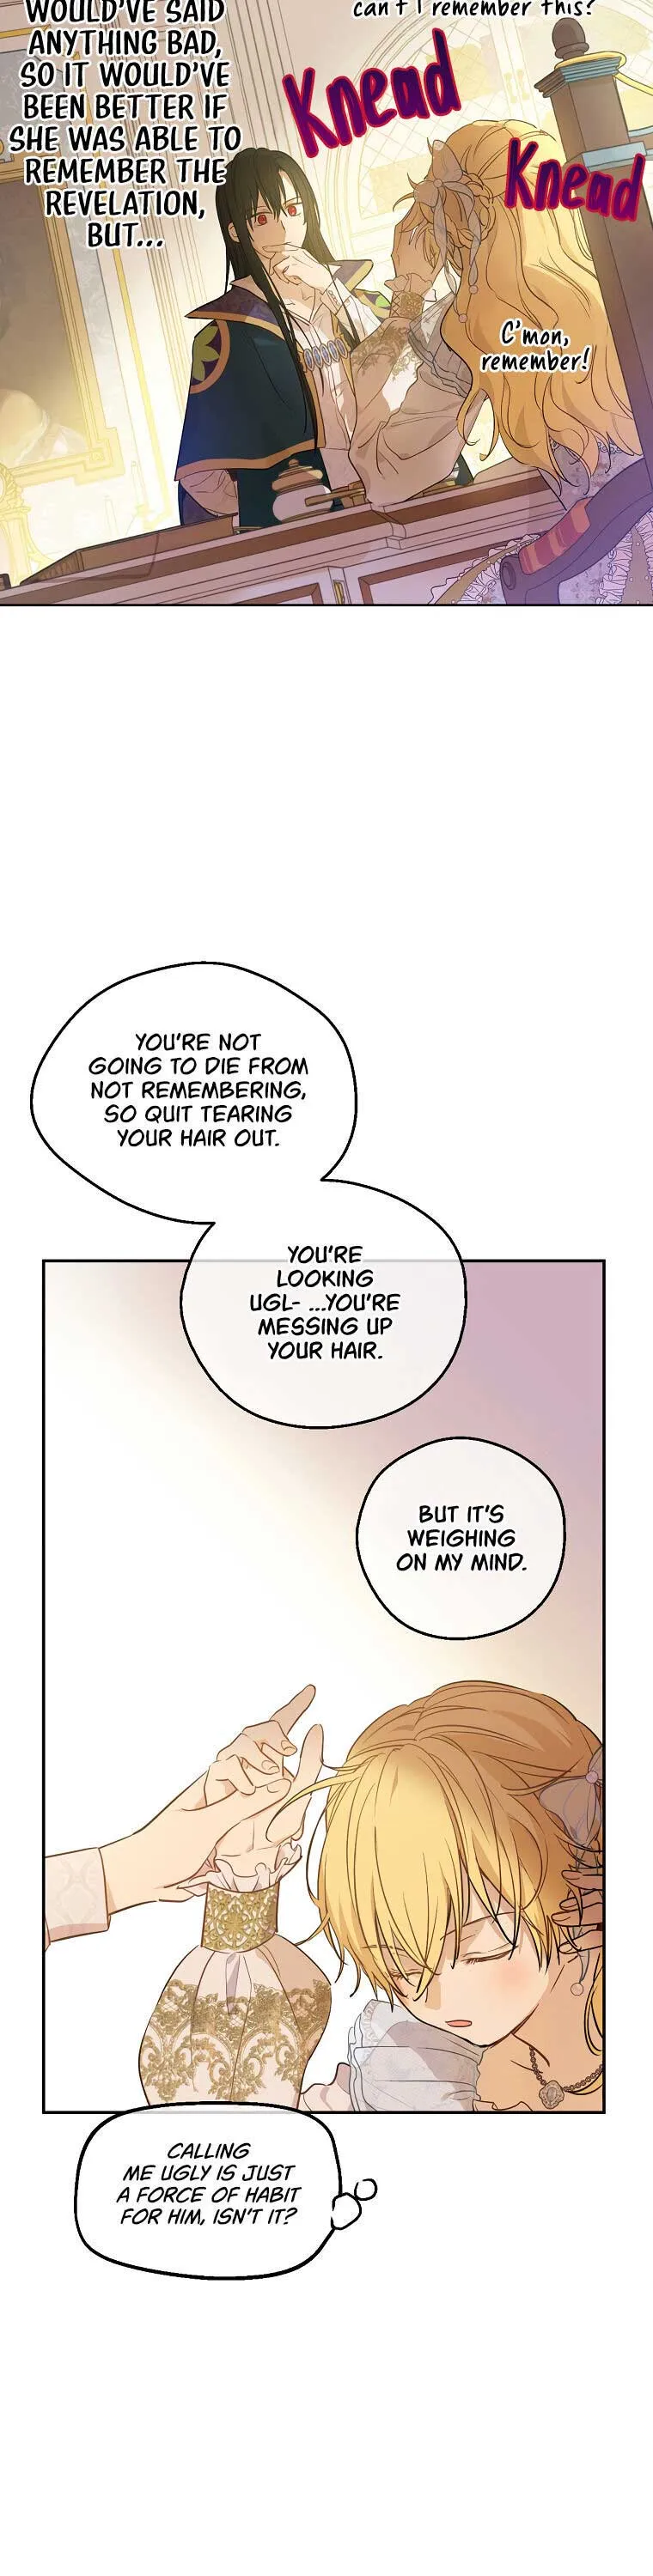 WOULD'VE SAID
ANYTHING BAD,
SO IT WOULD'VE
BEEN BETTER IF
SHE WAS ABLE TO
REMEMBER THE
REVELATION,
BUT...
can't I remember this?
Knead
Knead
C'mon,
remember!
YOU'RE NOT
GOING TO DIE FROM
NOT REMEMBERING,
SO QUIT TEARING
YOUR HAIR OUT.
YOU'RE
LOOKING
UGL- ...YOU'RE
MESSING UP
YOUR HAIR.
BUT IT'S
WEIGHING
ON MY MIND.
CALLING
ME UGLY IS JUST
A FORCE OF HABIT
FOR HIM, ISN'T IT?